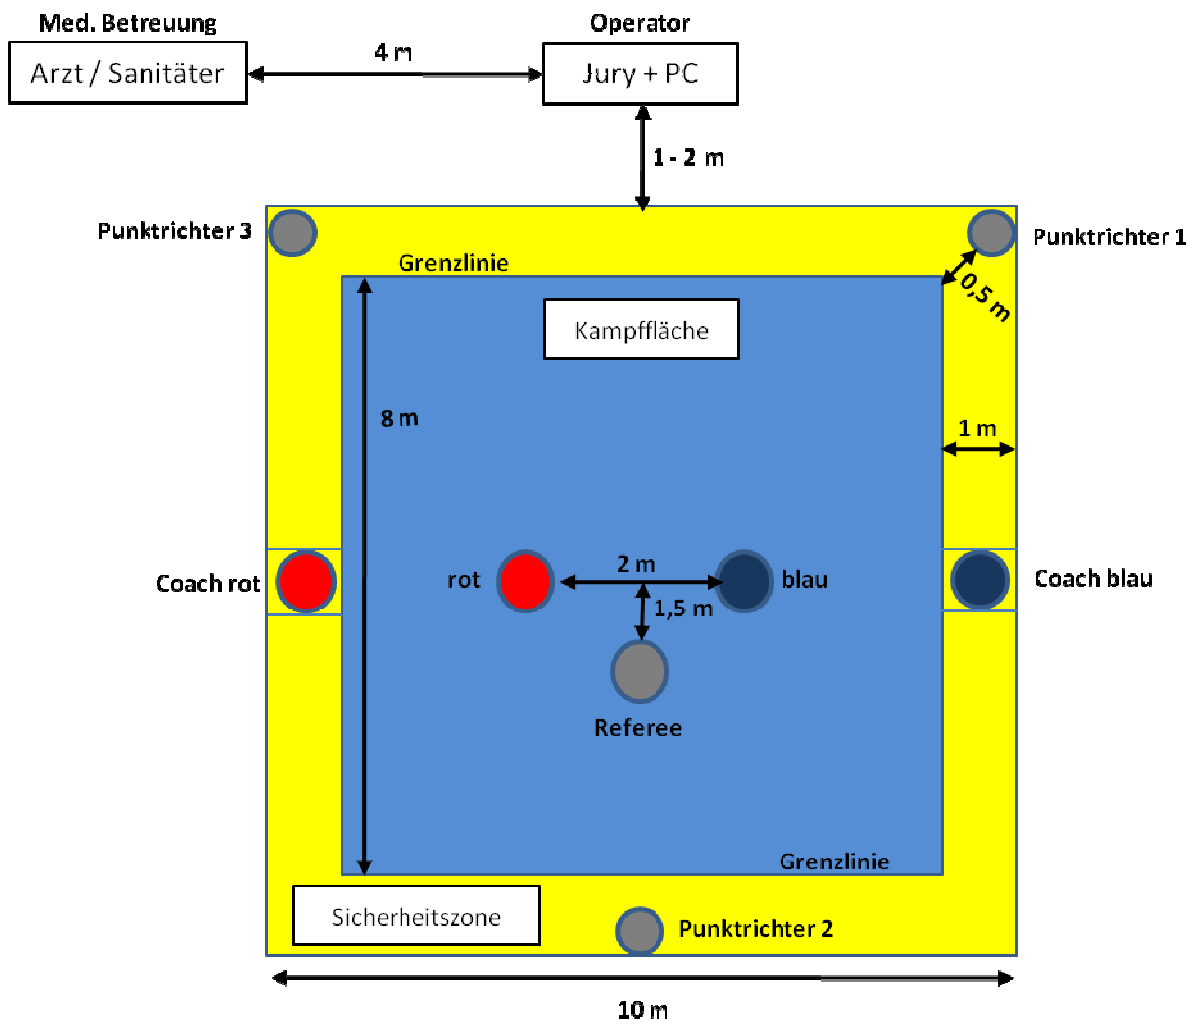 Med. Betreuung
Operator
Arzt / Sanitäter
4 m
Jury + PC
1 - 2 m
Punktrichter 3
Punktrichter 1
Grenzlinie
0,5 m
Kampffläche
8 m
1 m
Coach rot
rot
2 m
blau
Coach blau
1,5 m
Referee
Grenzlinie
Sicherheitszone
Punktrichter 2
10 m